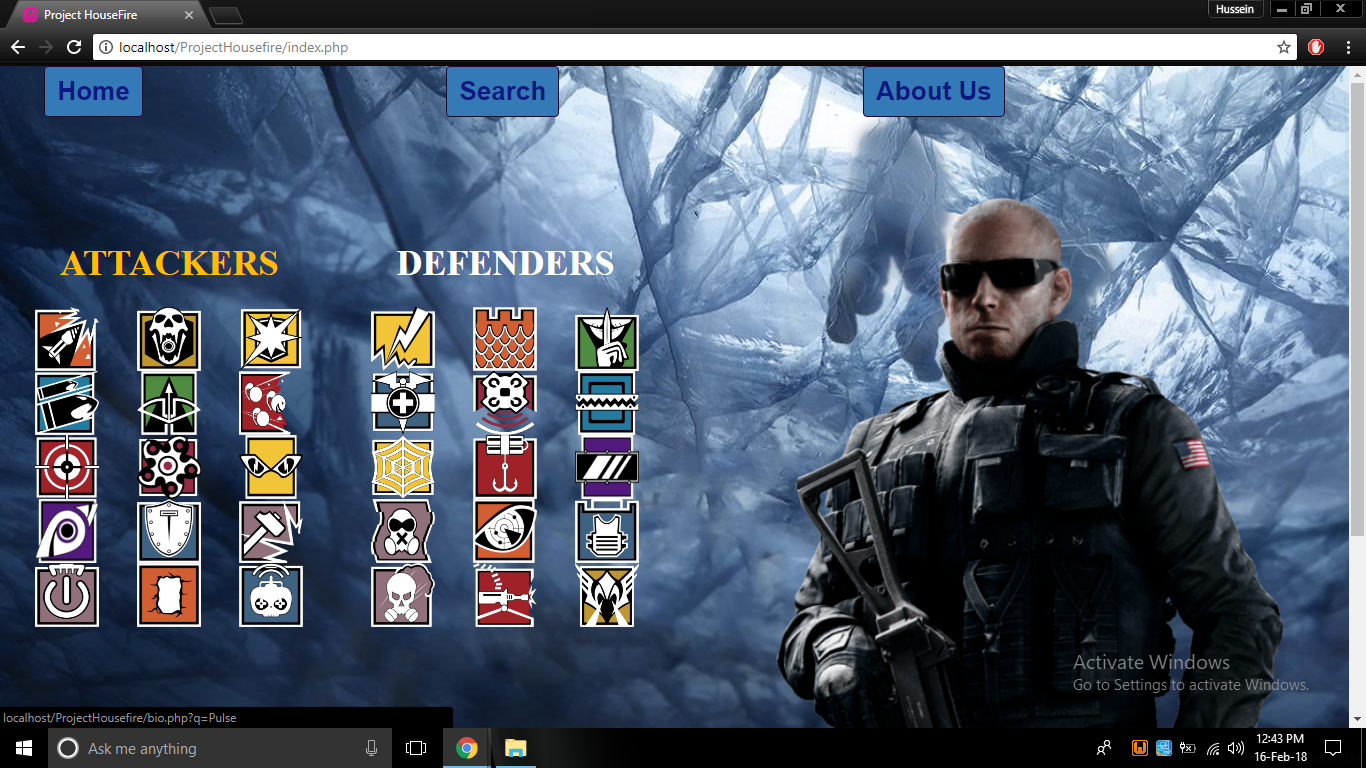 Project HouseFire
Hussein
localhost/ProjectHousefire/index.php
Home
Search
About Us
ATTACKERS
DEFENDERS
Activate Windows
Go to Settings to activate Windows.
localhost/ProjectHousefire/bio.php?q=Pulse
Ask me anything
12:43 PM
16-Feb-18